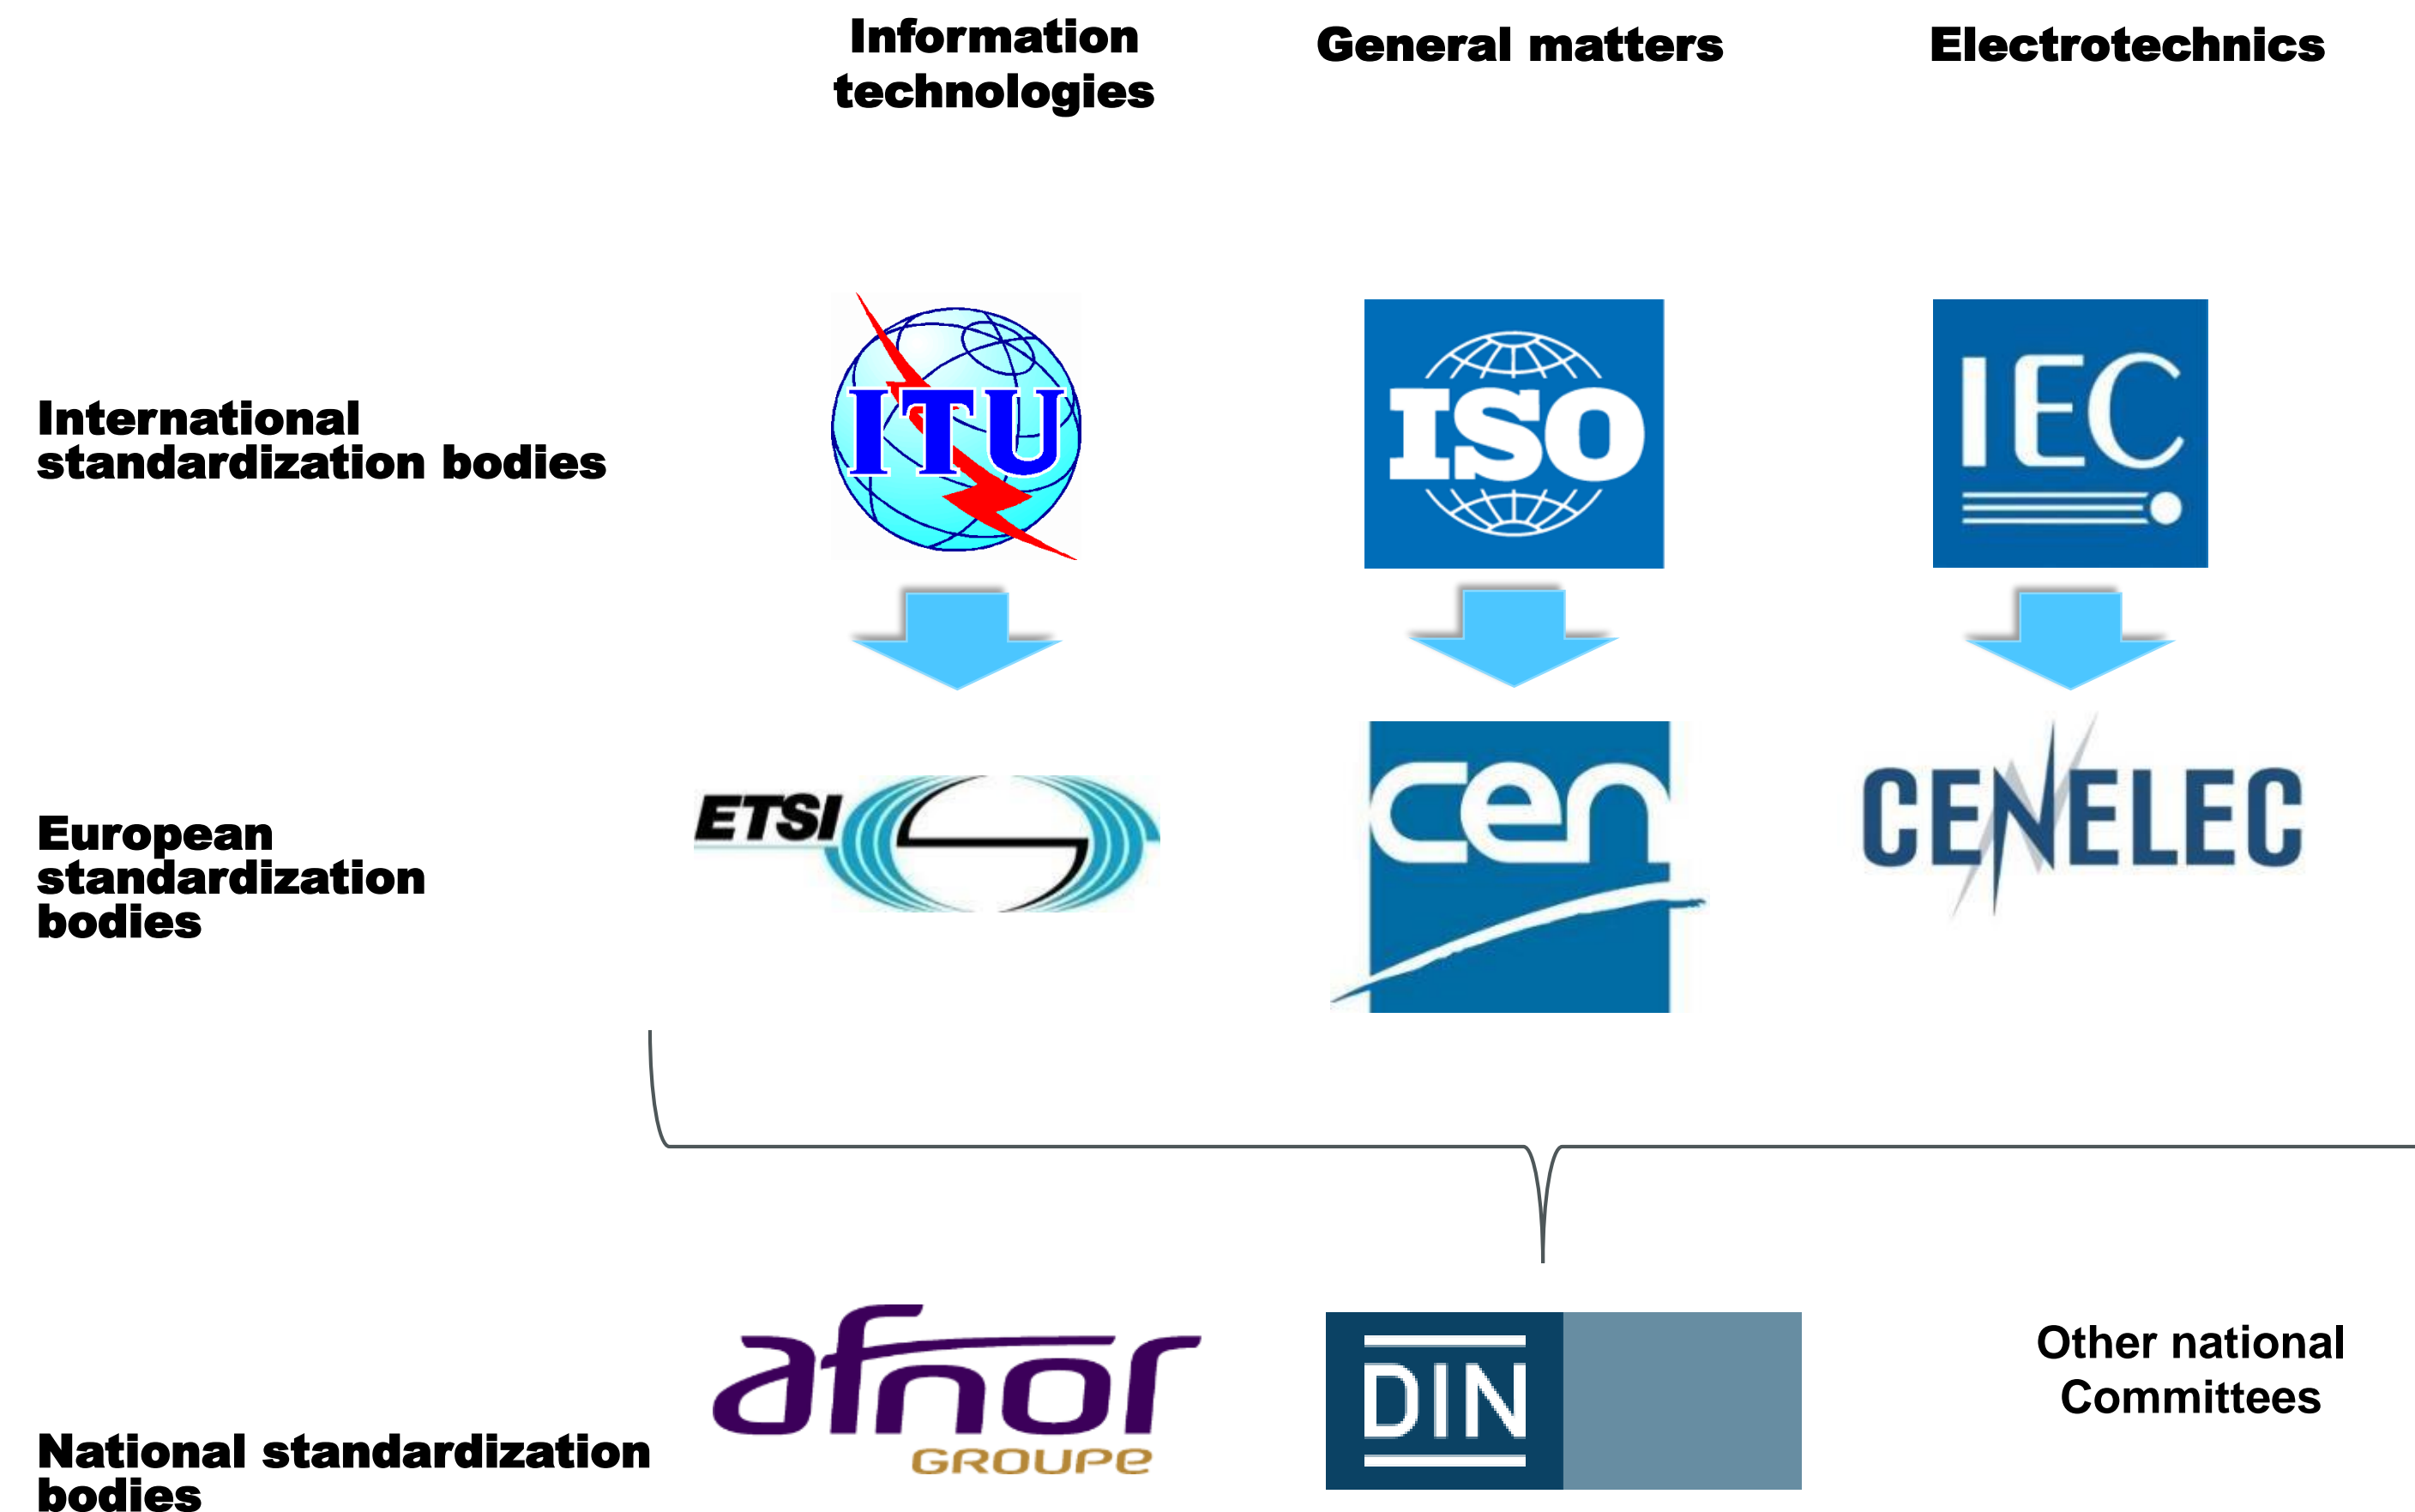 Information
technologies
General matters
Electrotechnics
International
standardization bodies
ITU
ISO
IEC
European
standardization
bodies
ETSI
cen
CENELEC
National standardization
bodies
afnor
GROUPE
DIN
Other national
Committees